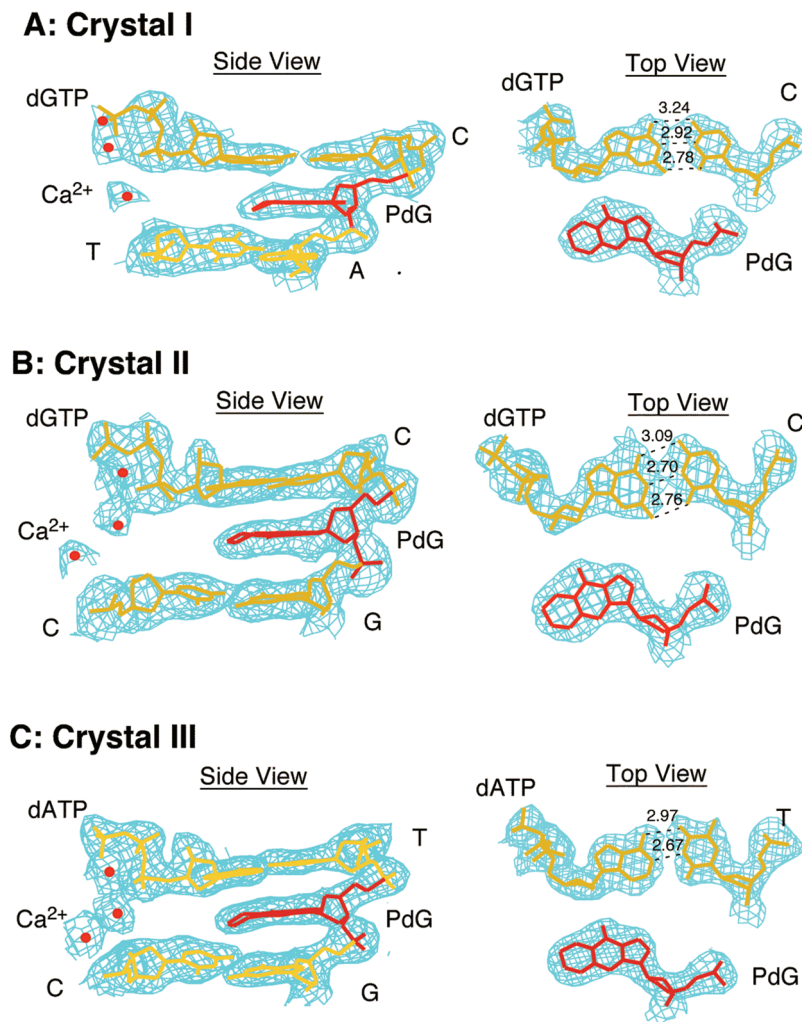 A: Crystal I
Side View
Top View
dGTP
C
Ca2+
PdG
T
A
dGTP
C
3.24
2.92
2.78
PdG
B: Crystal II
Side View
Top View
dGTP
C
Ca2+
PdG
C
G
dGTP
C
3.09
2.70
2.76
PdG
C: Crystal III
Side View
Top View
dATP
T
Ca2+
PdG
C
G
dATP
T
2.97
2.67
PdG